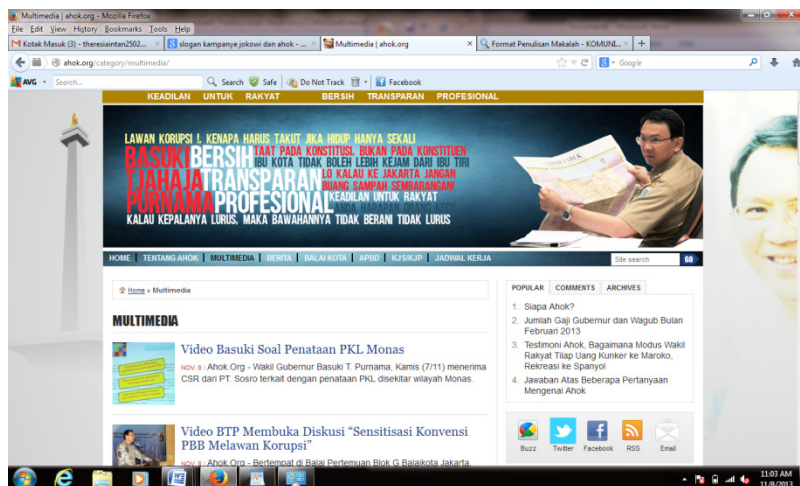 Multimedia | ahok.org - Mozilla Firefox
File Edit View History Bookmarks Tools Help
Kotak Masuk (3) - theresiaintan2502...
slogan kampanye jokowi dan ahok - ...
Multimedia | ahok.org
Format Penulisan Makalah - KOMUNI...
ahok.org/category/multimedia/
Google
AVG Search... Search Safe Do Not Track Facebook
KEADILAN UNTUK RAKYAT BERSIH TRANSPARAN PROFESIONAL
LAWAN KORUPSI !, KENAPA HARUS TAKUT JIKA HIDUP HANYA SEKALI
BASUKI BERSIH TAAT PADA KONSTITUSI, BUKAN PADA KONSTITUEN
IBU KOTA TIDAK BOLEH LEBIH KEJAM DARI IBU TIRI
TJAHAJA TRANSPARAN LO KALAU KE JAKARTA JANGAN
BUANG SAMPAH SEMBARANGAN!
PURNAMA PROFESIONAL KEADILAN UNTUK RAKYAT
KALAU KEPALANYA LURUS, MAKA BAWAHANNYA TIDAK BERANI TIDAK LURUS
HOME | TENTANG AHOK | MULTIMEDIA | BERITA | BALAI KOTA | APBD | KJS/KJP | JADWAL KERJA
Site search GO
Home » Multimedia
MULTIMEDIA
Video Basuki Soal Penataan PKL Monas
NOV 8 | Ahok.Org - Wakil Gubernur Basuki T. Purnama, Kamis (7/11) menerima
CSR dari PT. Sosro terkait dengan penataan PKL disekitar wilayah Monas.
Video BTP Membuka Diskusi “Sensitisasi Konvensi
PBB Melawan Korupsi”
NOV 8 | Ahok.Org - Bertempat di Balai Pertemuan Blok G Balaikota Jakarta
POPULAR COMMENTS ARCHIVES
1. Siapa Ahok?
2. Jumlah Gaji Gubernur dan Wagub Bulan
Februari 2013
3. Testimoni Ahok, Bagaimana Modus Wakil
Rakyat Tilap Uang Kunker ke Maroko,
Rekreasi ke Spanyol
4. Jawaban Atas Beberapa Pertanyaan
Mengenai Ahok
Buzz Twitter Facebook RSS Email
11:03 AM
11/8/2013